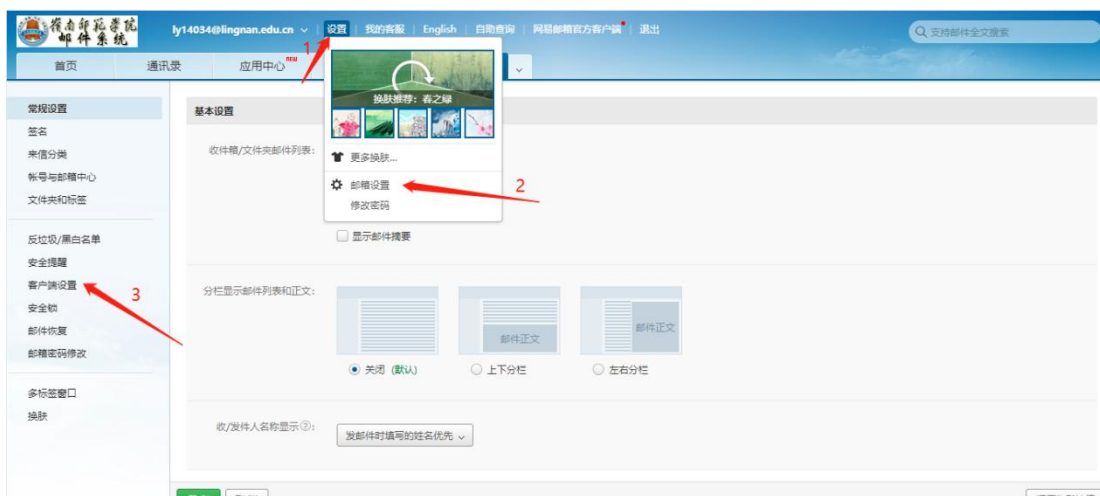 岭南师范学院
邮件系统
ly14034@lingnan.edu.cn 设置 | 我的客服 | English | 自助查询 | 网易邮箱官方客户端 | 退出
支持邮件全文搜索
1
首页 通讯录 应用中心 new
换肤推荐：春之绿
更多换肤...
邮箱设置
修改密码
2
常规设置
签名
来信分类
帐号与邮箱中心
文件夹和标签
反垃圾/黑白名单
安全提醒
客户端设置
3
安全锁
邮件恢复
邮箱密码修改
多标签窗口
换肤
基本设置
收件箱/文件夹邮件列表：
显示邮件摘要
分栏显示邮件列表和正文：
邮件正文 邮件正文
关闭 (默认) 上下分栏 左右分栏
收/发件人名称显示?：
发邮件时填写的姓名优先